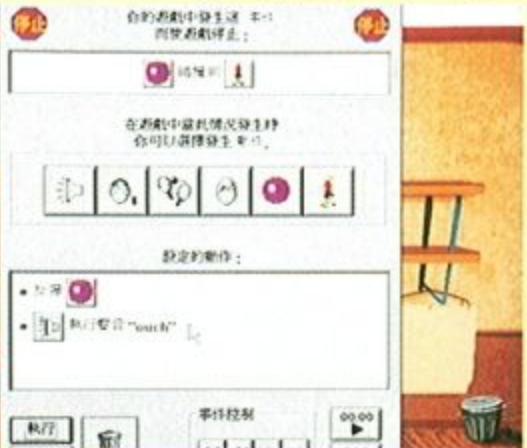 停止
停止
你的遊戲中發生這 事件
而使遊戲停止：
碰撞到
在遊戲中當此情況發生時
你可以選擇發生 事件。
設定的動作：
• 反彈
• 執行聲音 "ouch"
執行
事件控制
00:00